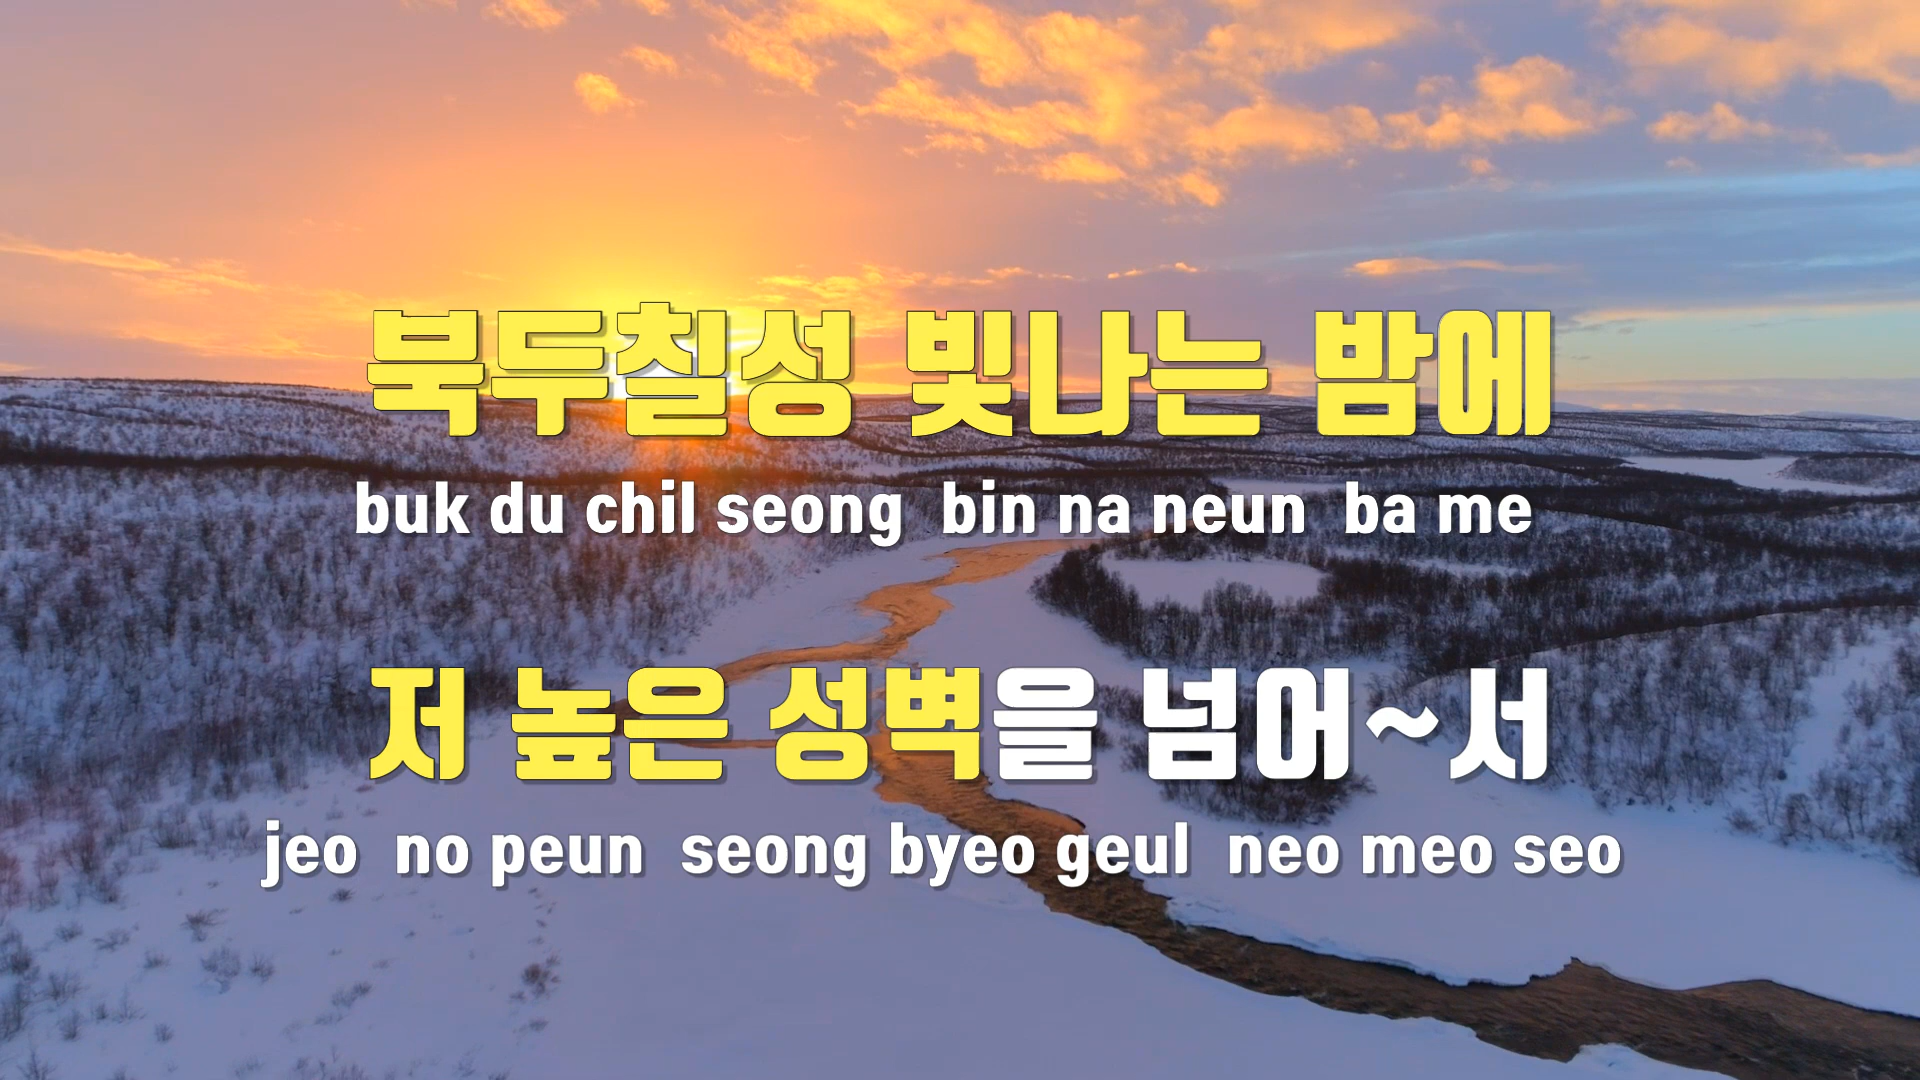 북두칠성 빛나는 밤에
buk du chil seong bin na neun ba me
저 높은 성벽을 넘어~서
jeo no peun seong byeo geul neo meo seo